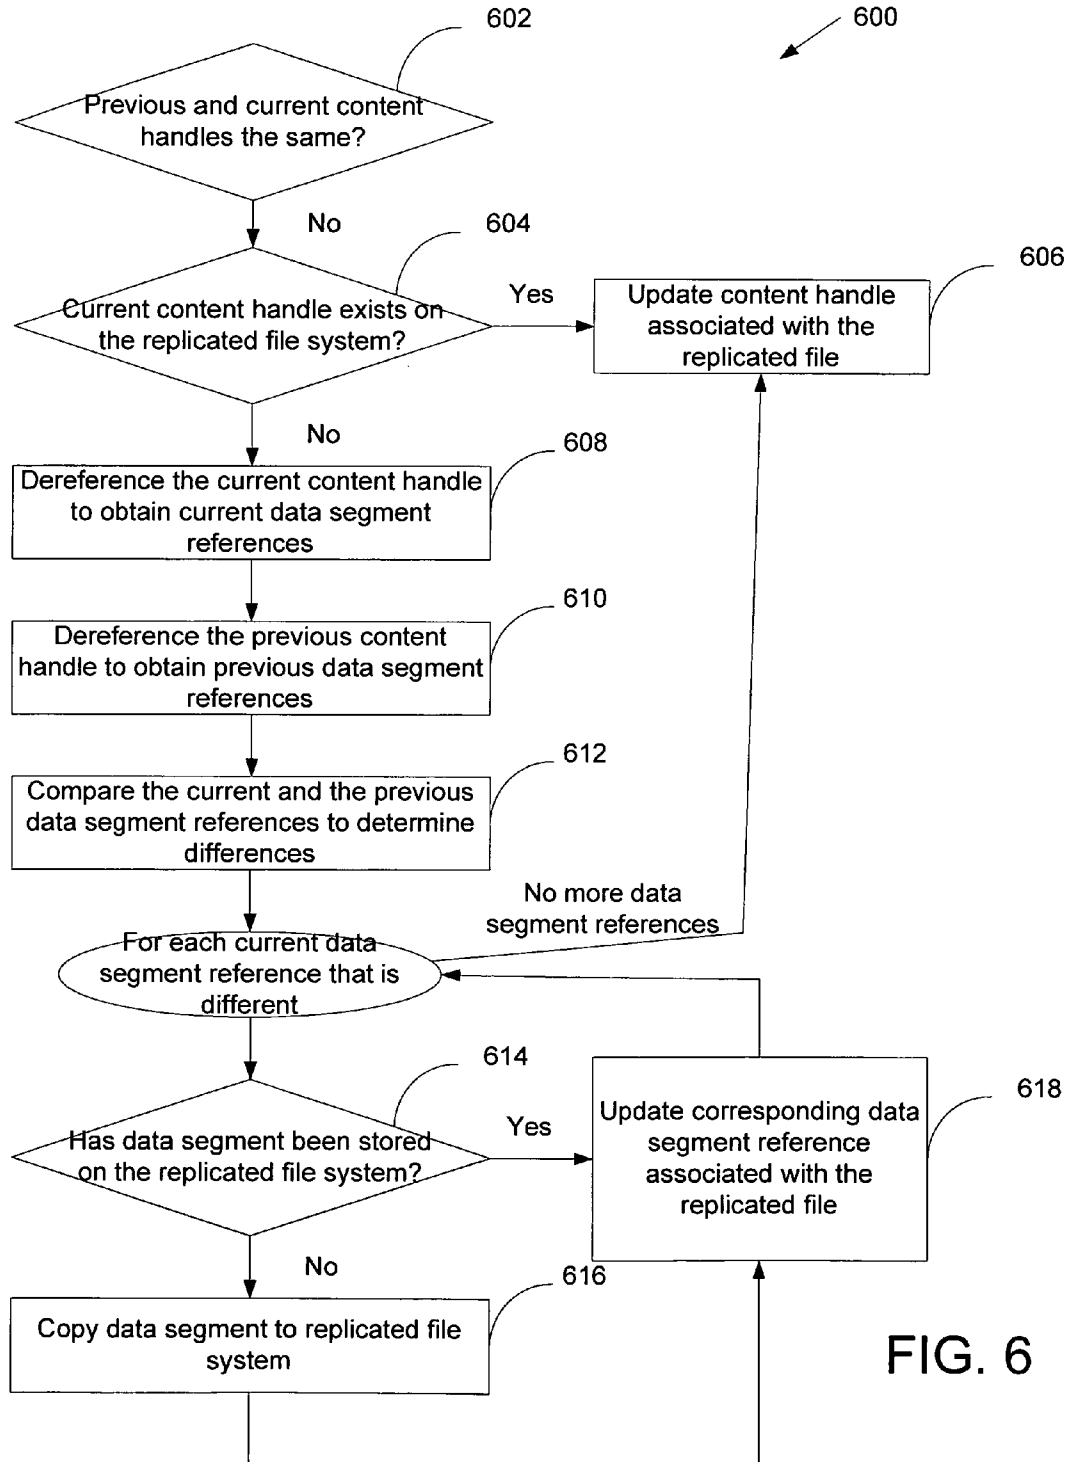 602
600
Previous and current content
handles the same?
No
604
606
Current content handle exists on
the replicated file system?
Yes
Update content handle
associated with the
replicated file
No
608
Dereference the current content handle
to obtain current data segment
references
610
Dereference the previous content
handle to obtain previous data segment
references
612
Compare the current and the previous
data segment references to determine
differences
No more data
segment references
For each current data
segment reference that is
different
614
618
Has data segment been stored
on the replicated file system?
Yes
Update corresponding data
segment reference
associated with the
replicated file
No
616
Copy data segment to replicated file
system
FIG. 6